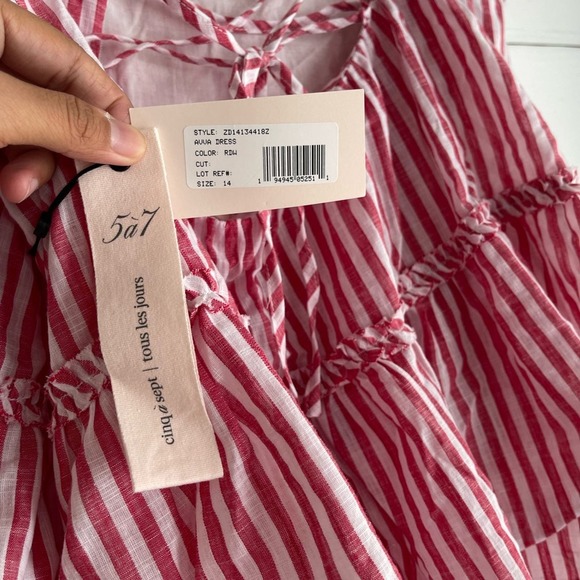 STYLE: ZD14134418Z
AVVA DRESS
COLOR: RDW
CUT:
LOT REF#:
SIZE: 14
1 94945 05251 1
5à7
cinq à sept | tous les jours